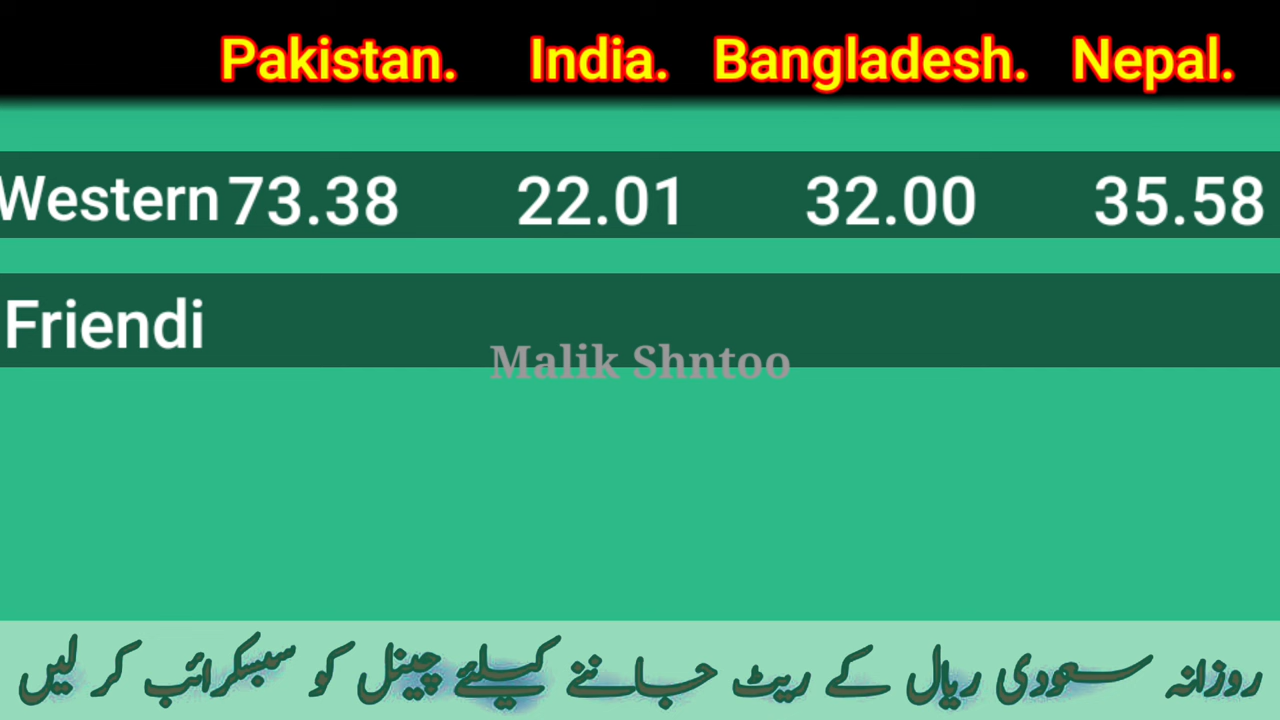 Pakistan. India. Bangladesh. Nepal.
Western 73.38 22.01 32.00 35.58
Friendi
Malik Shntoo
روزانہ سعودی ریال کے ریٹ جاننے کیلئے چینل کو سبسکرائب کر لیں